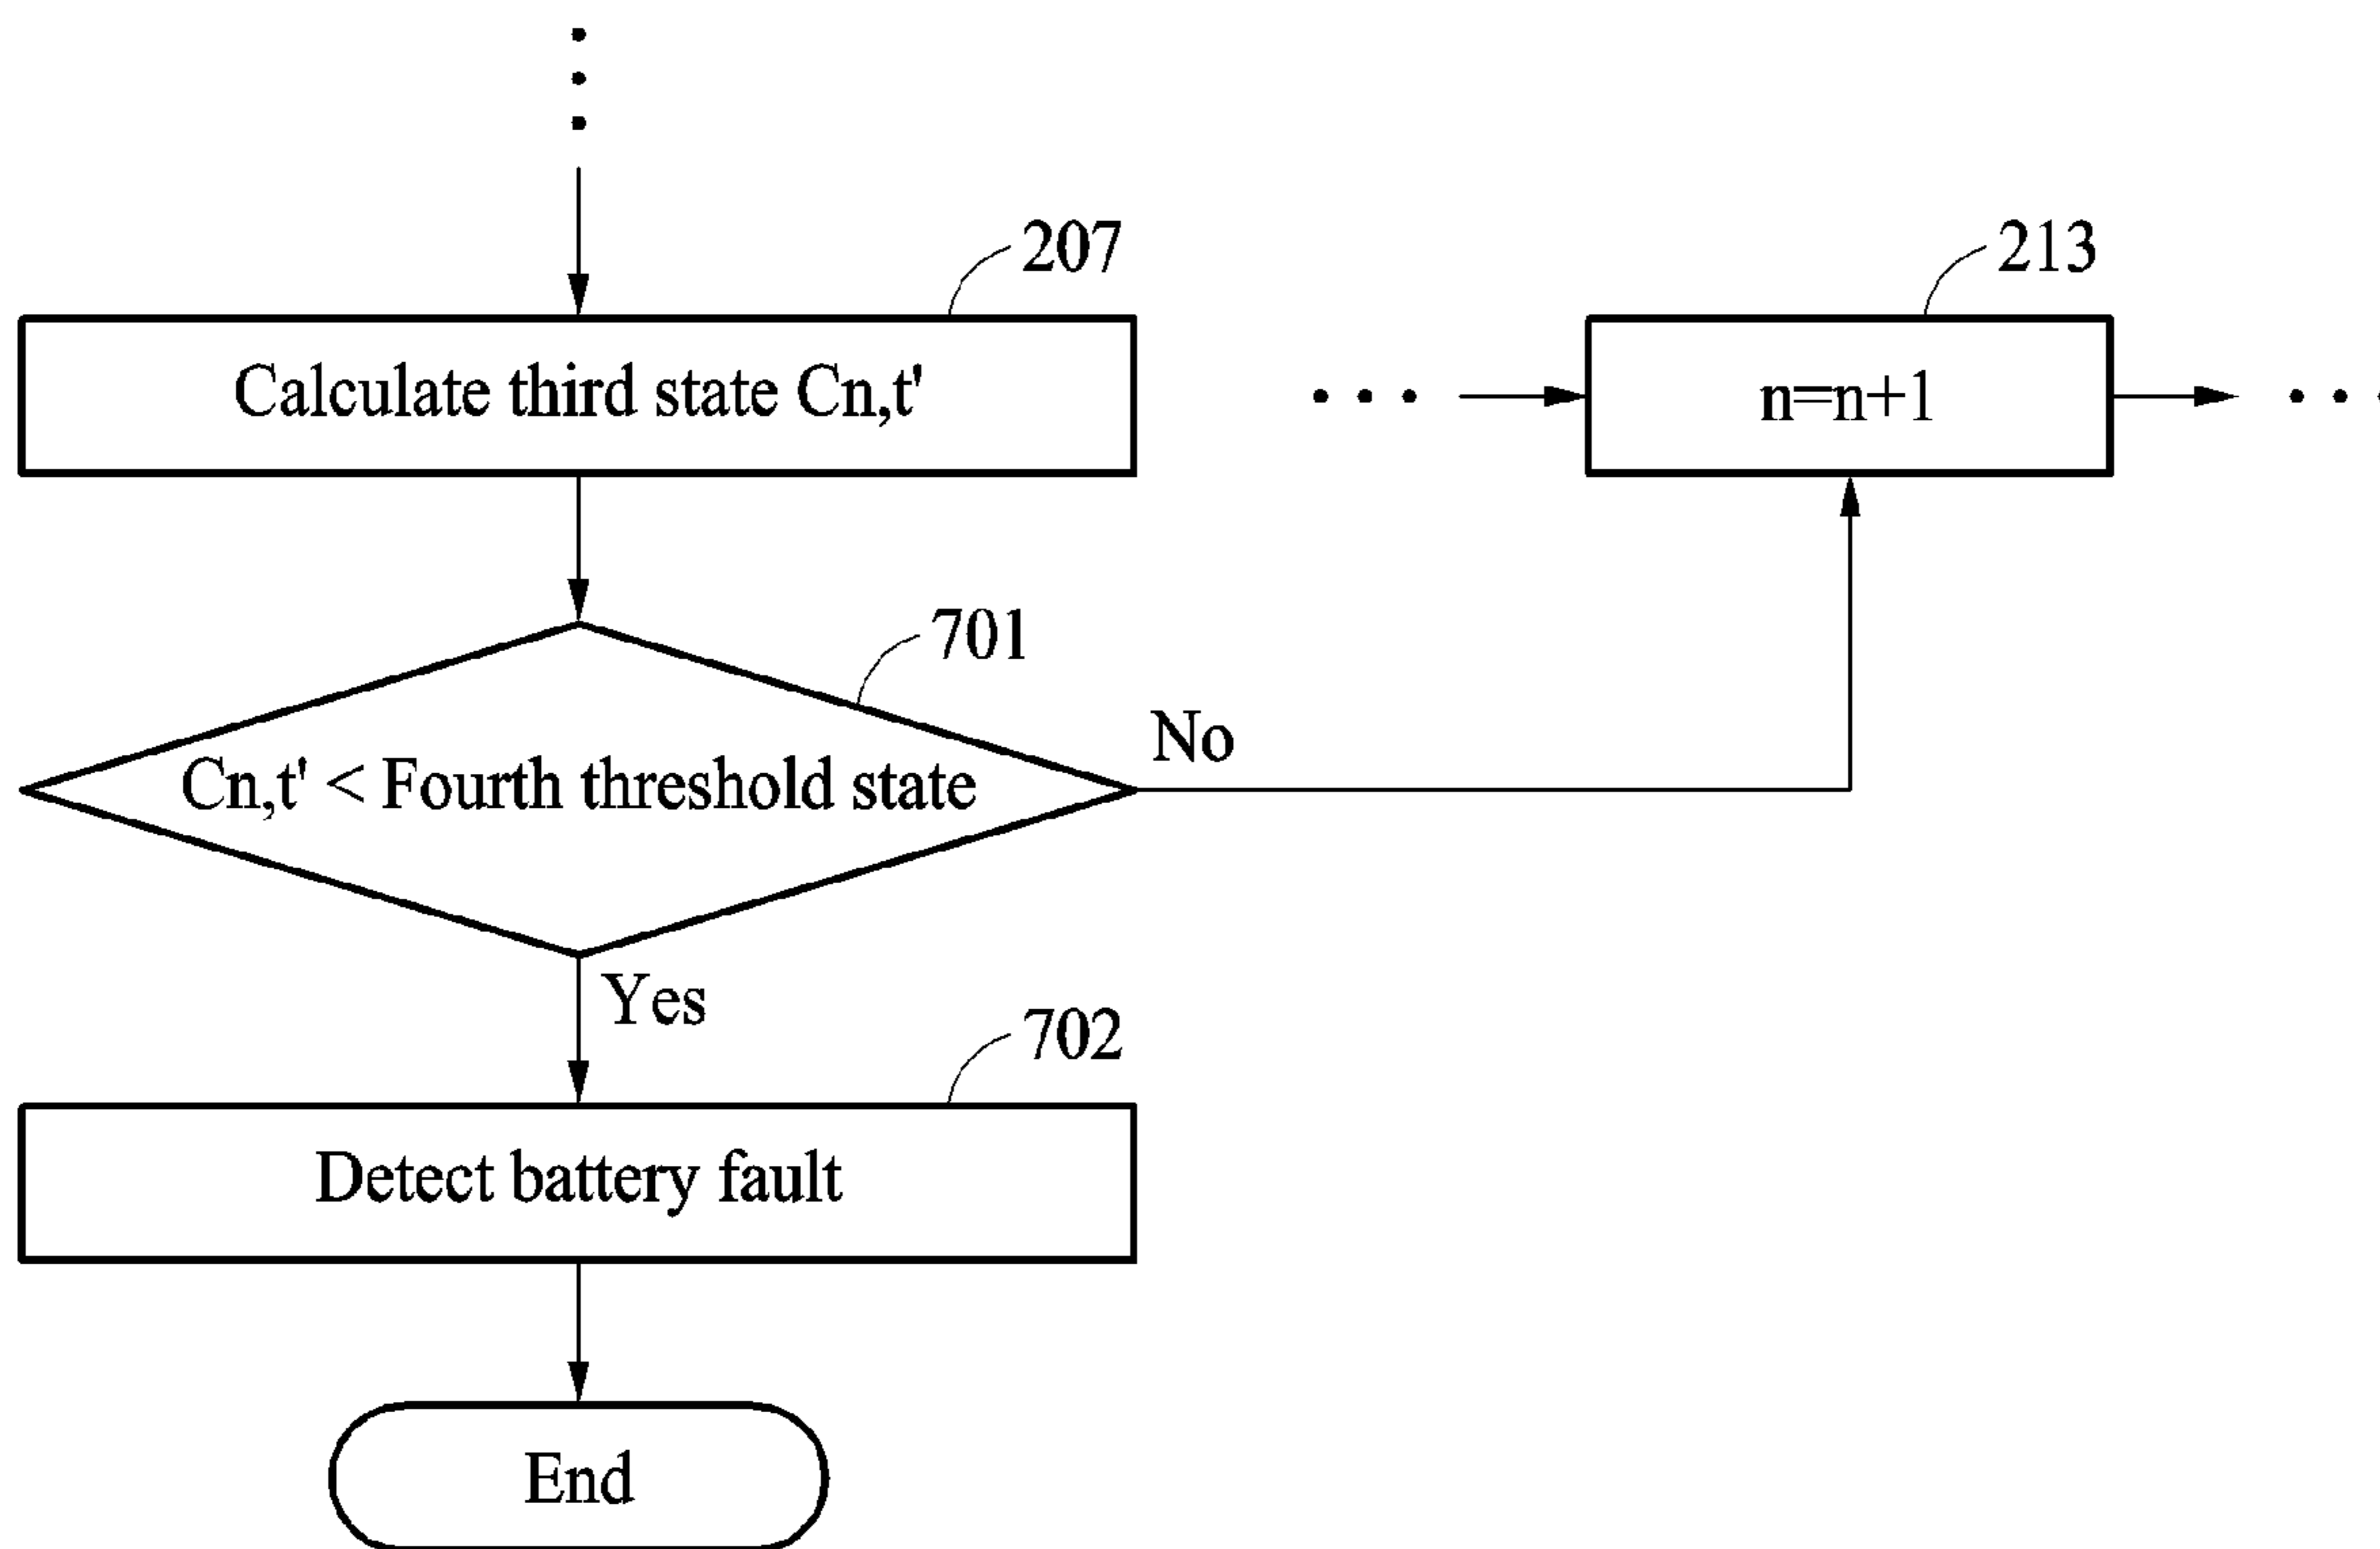 207
Calculate third state Cn,t'
213
n=n+1
701
Cn,t' < Fourth threshold state
No
Yes
702
Detect battery fault
End